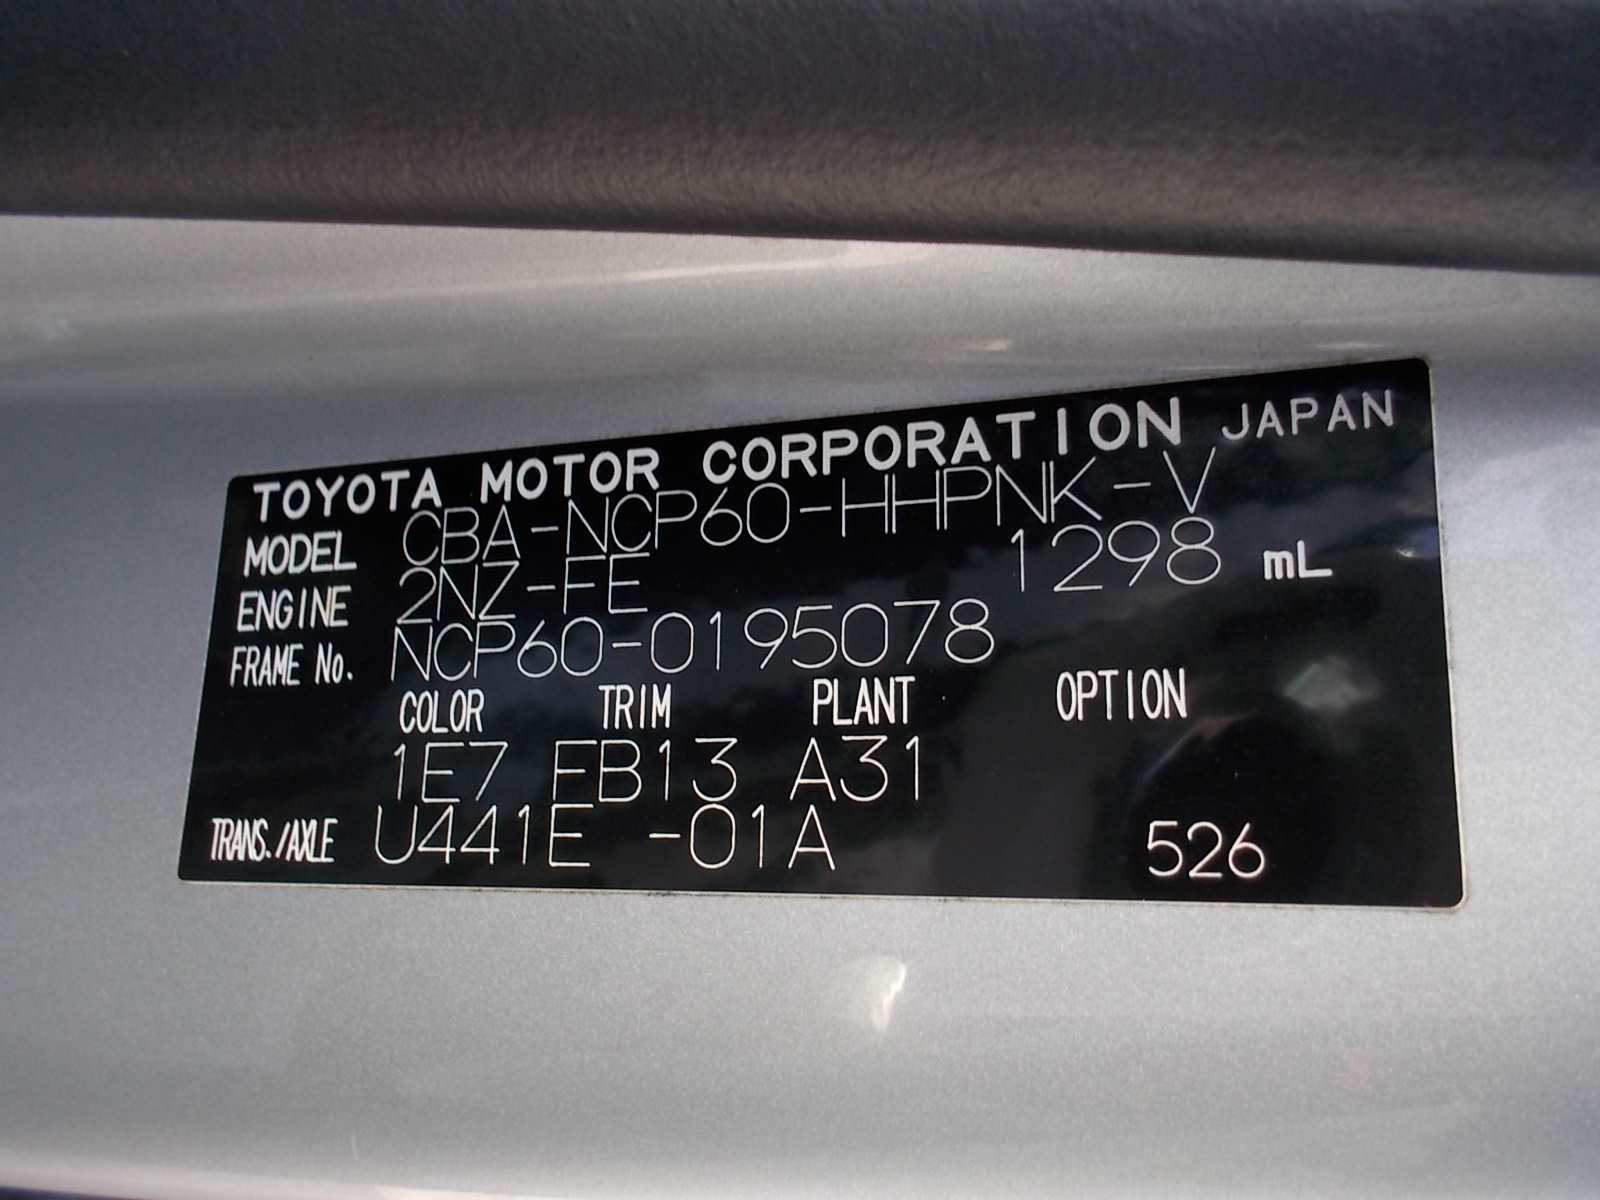 TOYOTA MOTOR CORPORATION JAPAN
MODEL CBA-NCP60-HHPNK-V
ENGINE 2NZ-FE 1298 mL
FRAME No. NCP60-0195078
COLOR TRIM PLANT OPTION
1E7 FB13 A31
TRANS./AXLE U441E -01A 526